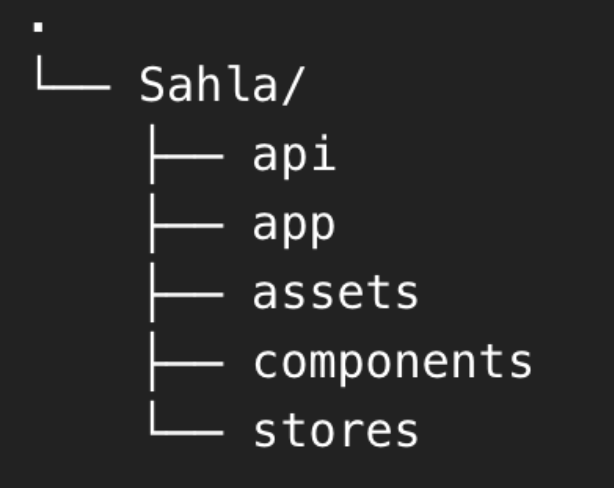 .
└── Sahla/
    ├── api
    ├── app
    ├── assets
    ├── components
    └── stores